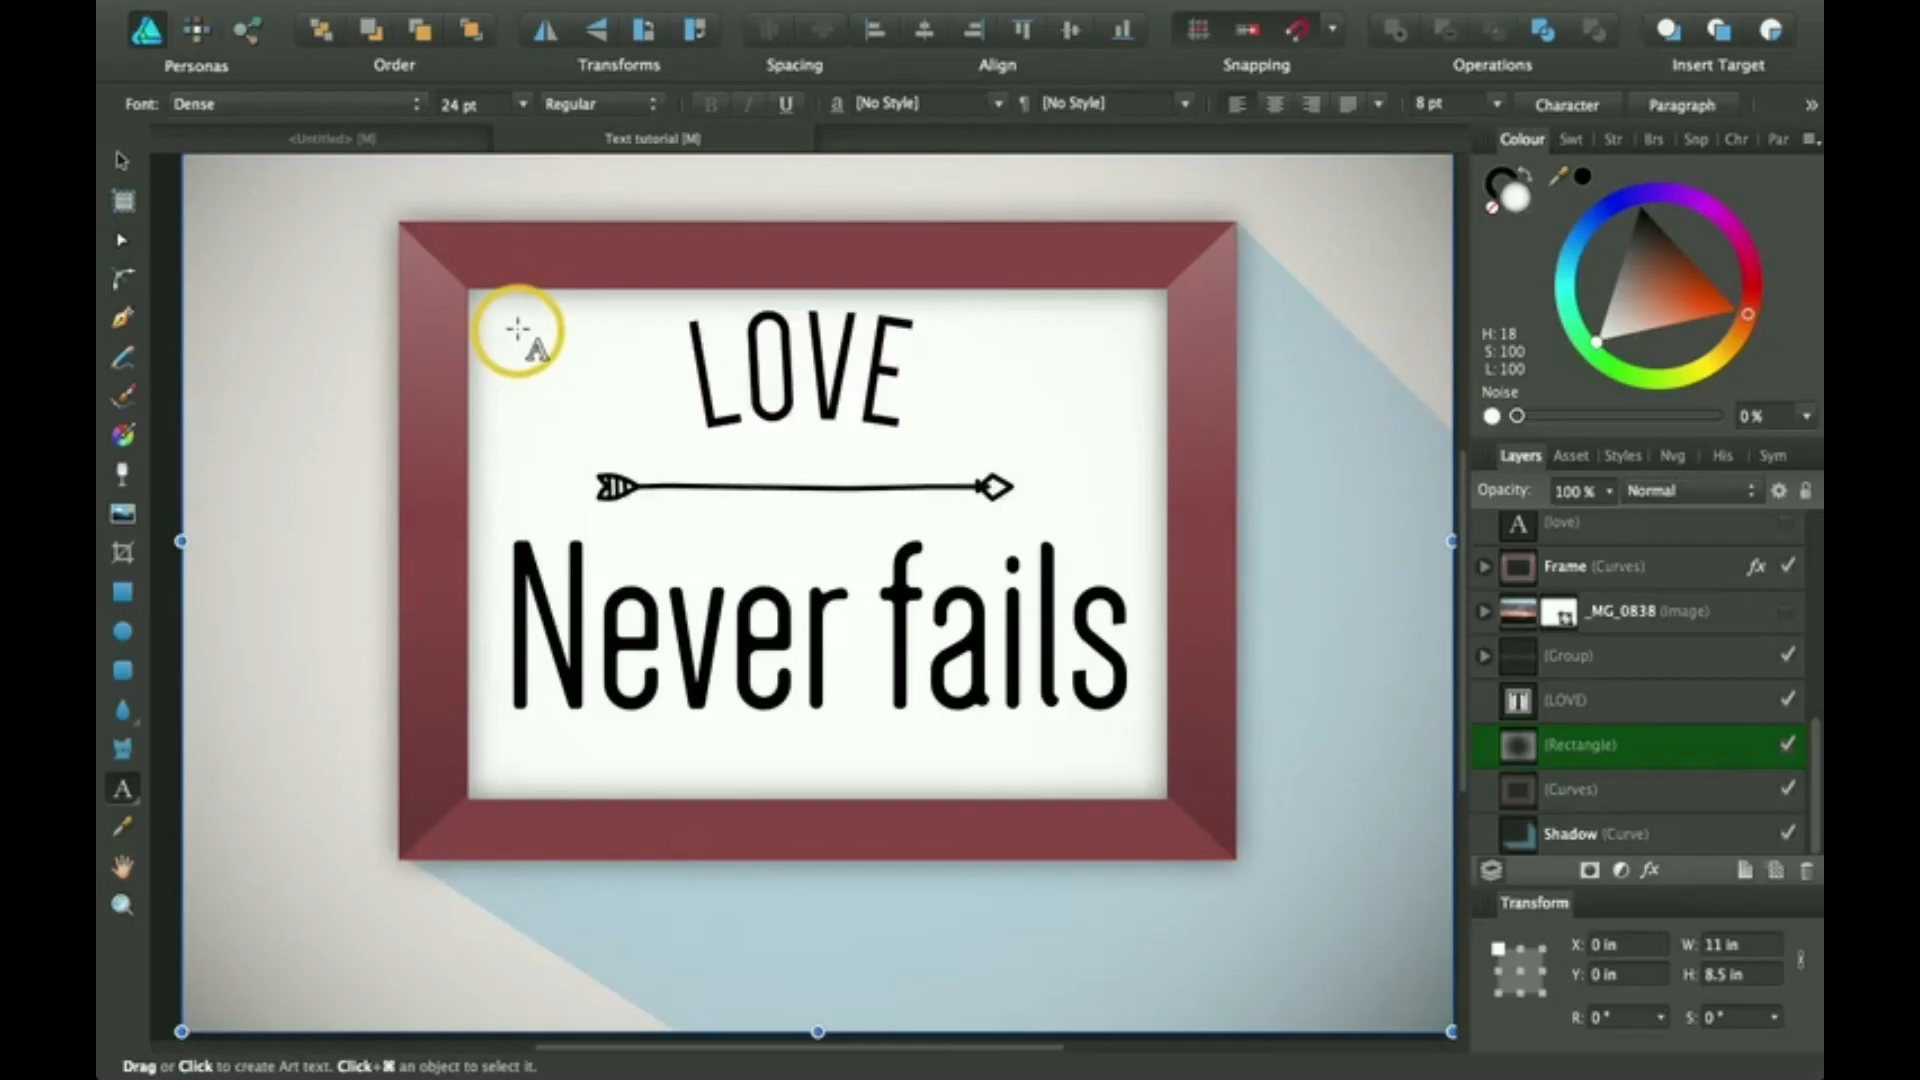 Personas Order Transforms Spacing Align Snapping Operations Insert Target
Font: Dense 24 pt Regular B I U a [No Style] ¶ [No Style] 8 pt Character Paragraph »
<Untitled> [M] Text tutorial [M]
Colour Swt Str Brs Snp Chr Par
H: 18
S: 100
L: 100
Noise
0 %
LOVE
Never fails
Layers Asset Styles Nvg His Sym
Opacity: 100 % Normal
A (love)
Frame (Curves) fx
_MG_0838 (Image)
(Group)
(LOVE)
(Rectangle)
(Curves)
Shadow (Curve)
fx
Transform
X: 0 in W: 11 in
Y: 0 in H: 8.5 in
R: 0 ° S: 0 °
Drag or Click to create Art text. Click+⌘ an object to select it.